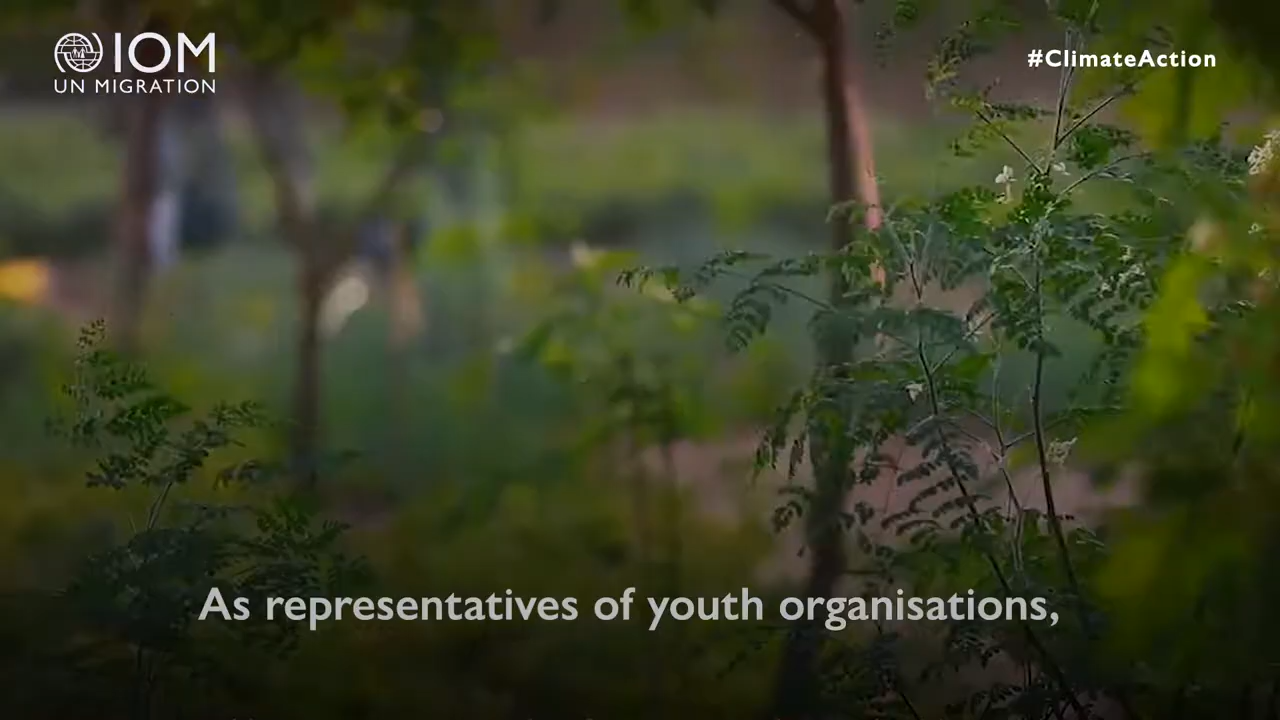 IOM
UN MIGRATION
#ClimateAction
As representatives of youth organisations,